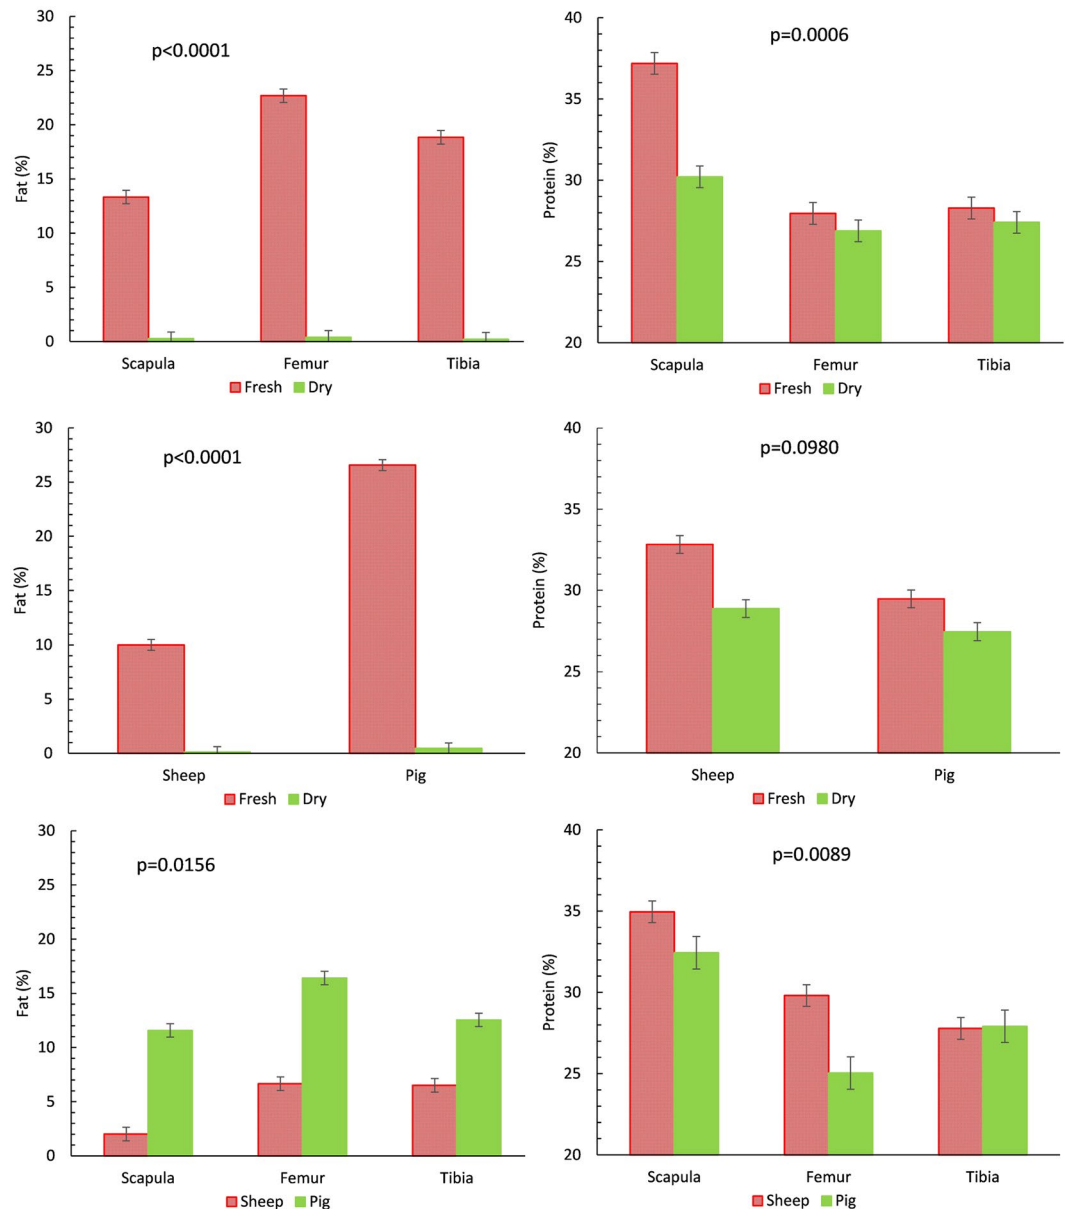 30
25
20
15
10
5
0
Fat (%)
p<0.0001
Scapula Femur Tibia
Fresh Dry
40
35
30
25
20
Protein (%)
p=0.0006
Scapula Femur Tibia
Fresh Dry
30
25
20
15
10
5
0
Fat (%)
p<0.0001
Sheep Pig
Fresh Dry
40
35
30
25
20
Protein (%)
p=0.0980
Sheep Pig
Fresh Dry
30
25
20
15
10
5
0
Fat (%)
p=0.0156
Scapula Femur Tibia
Sheep Pig
40
35
30
25
20
Protein (%)
p=0.0089
Scapula Femur Tibia
Sheep Pig